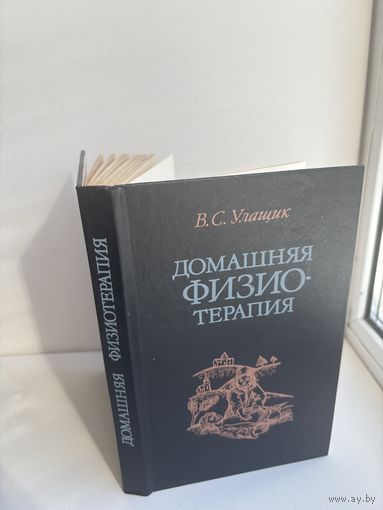 В. С. Улащик
ДОМАШНЯЯ
ФИЗИО-
ТЕРАПИЯ
ДОМАШНЯЯ ФИЗИОТЕРАПИЯ
www.ay.by